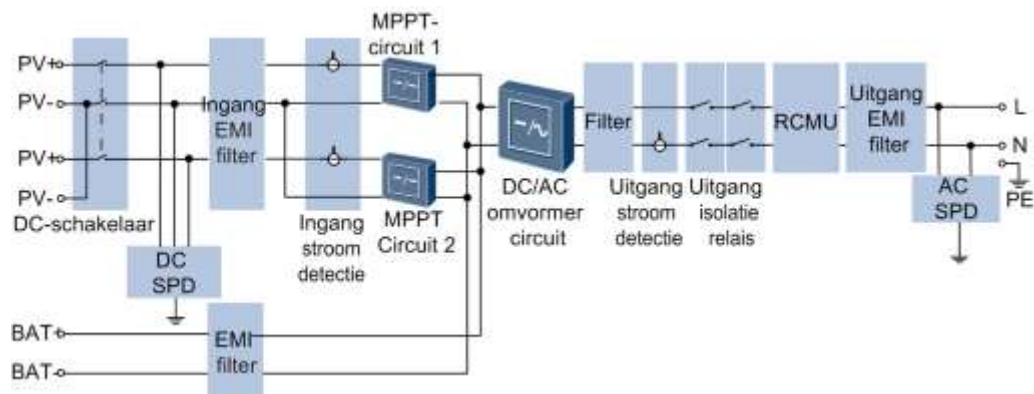 PV+
PV-
PV+
PV-
DC-schakelaar
DC
SPD
Ingang
EMI
filter
Ingang
stroom
detectie
MPPT-
circuit 1
MPPT
Circuit 2
BAT+
BAT-
EMI
filter
DC/AC
omvormer
circuit
Filter
Uitgang
stroom
detectie
Uitgang
isolatie
relais
RCMU
Uitgang
EMI
filter
L
N
PE
AC
SPD